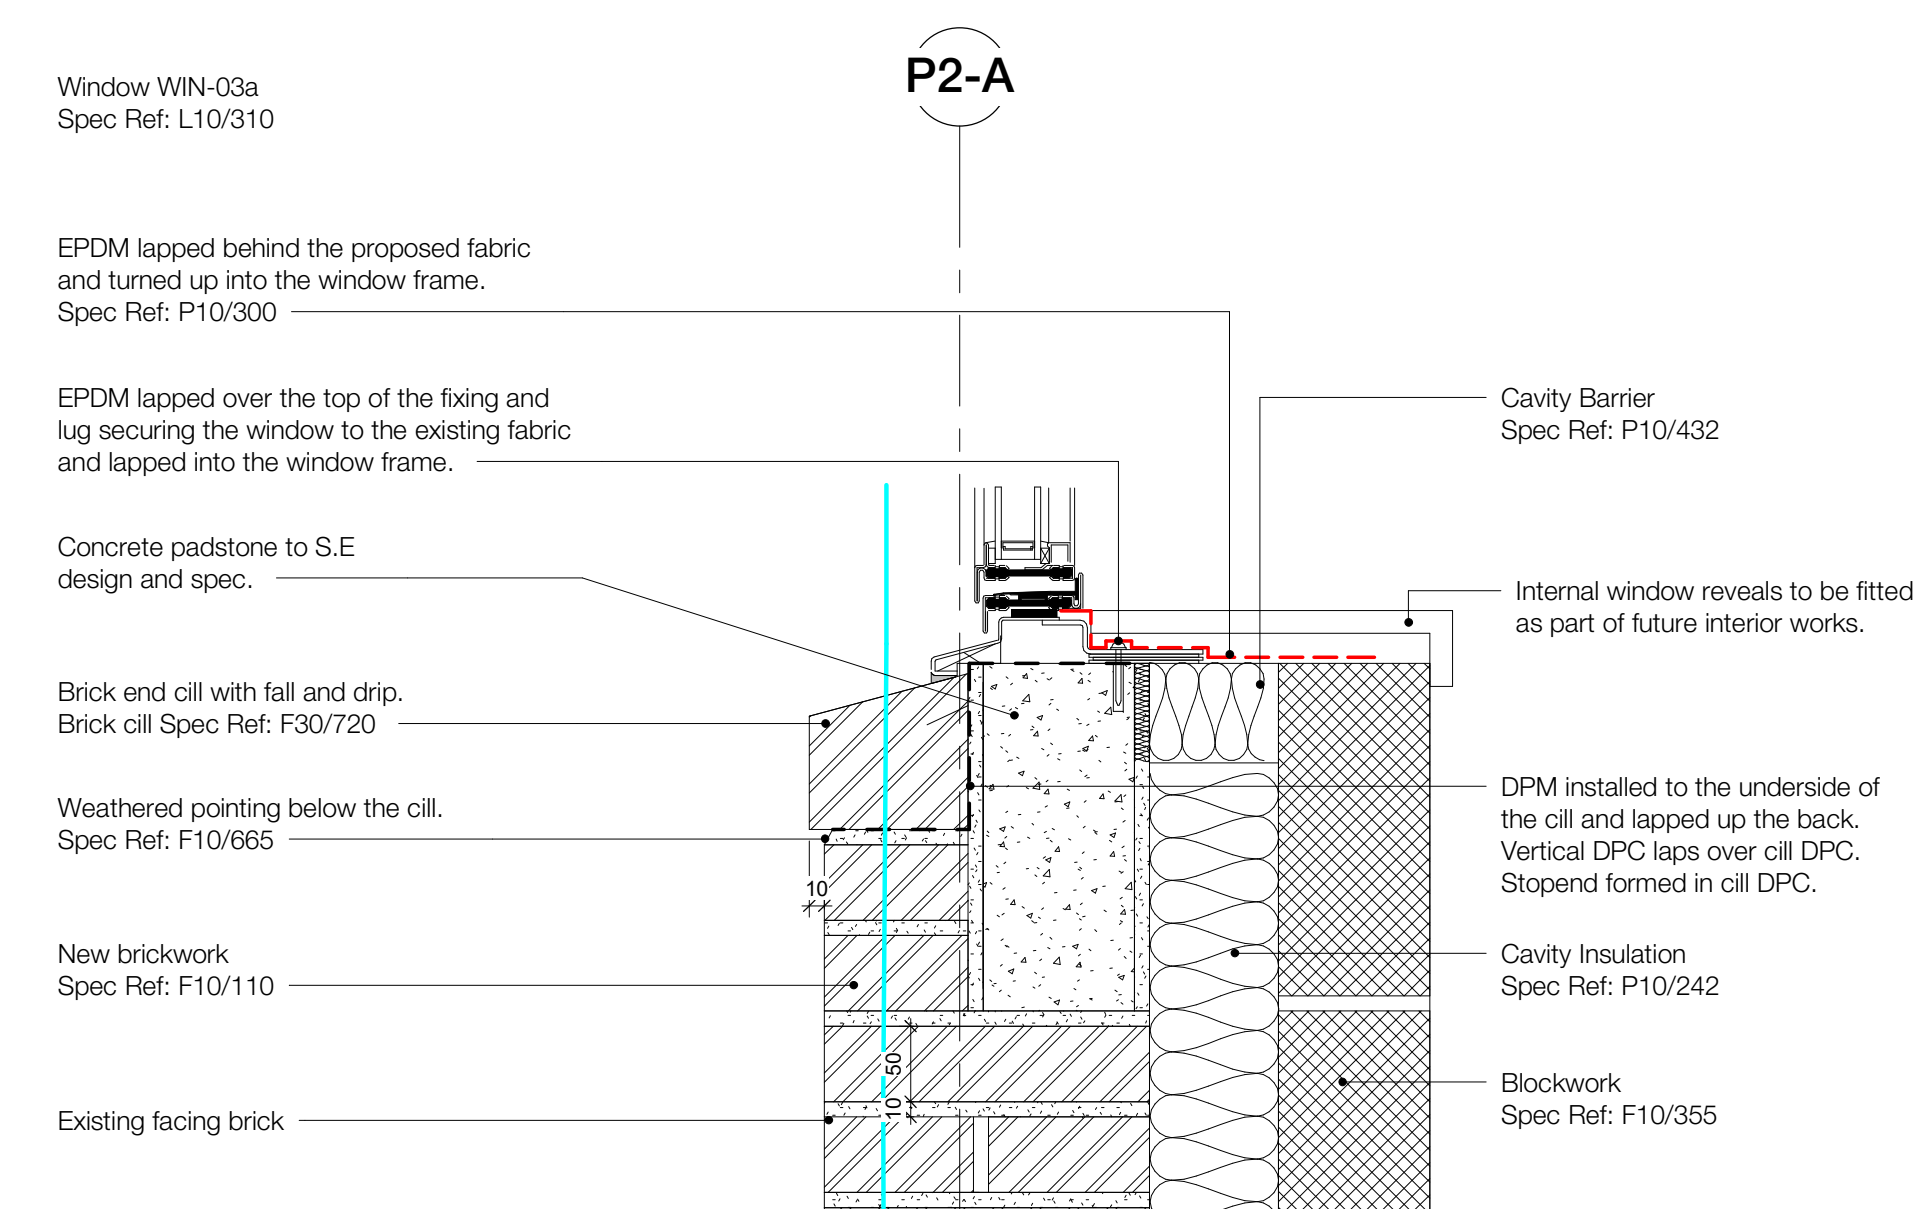 P2-A
Window WIN-03a
Spec Ref: L10/310
EPDM lapped behind the proposed fabric
and turned up into the window frame.
Spec Ref: P10/300
EPDM lapped over the top of the fixing and
lug securing the window to the existing fabric
and lapped into the window frame.
Concrete padstone to S.E
design and spec.
Brick end cill with fall and drip.
Brick cill Spec Ref: F30/720
Weathered pointing below the cill.
Spec Ref: F10/665
New brickwork
Spec Ref: F10/110
Existing facing brick
10
50
10
Cavity Barrier
Spec Ref: P10/432
Internal window reveals to be fitted
as part of future interior works.
DPM installed to the underside of
the cill and lapped up the back.
Vertical DPC laps over cill DPC.
Stopend formed in cill DPC.
Cavity Insulation
Spec Ref: P10/242
Blockwork
Spec Ref: F10/355